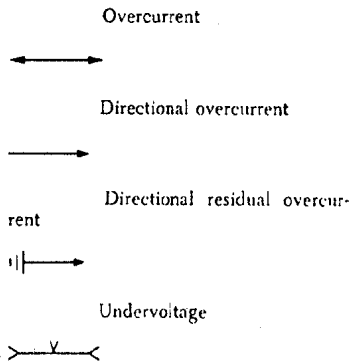 Overcurrent
Directional overcurrent
Directional residual overcur-
rent
Undervoltage
V